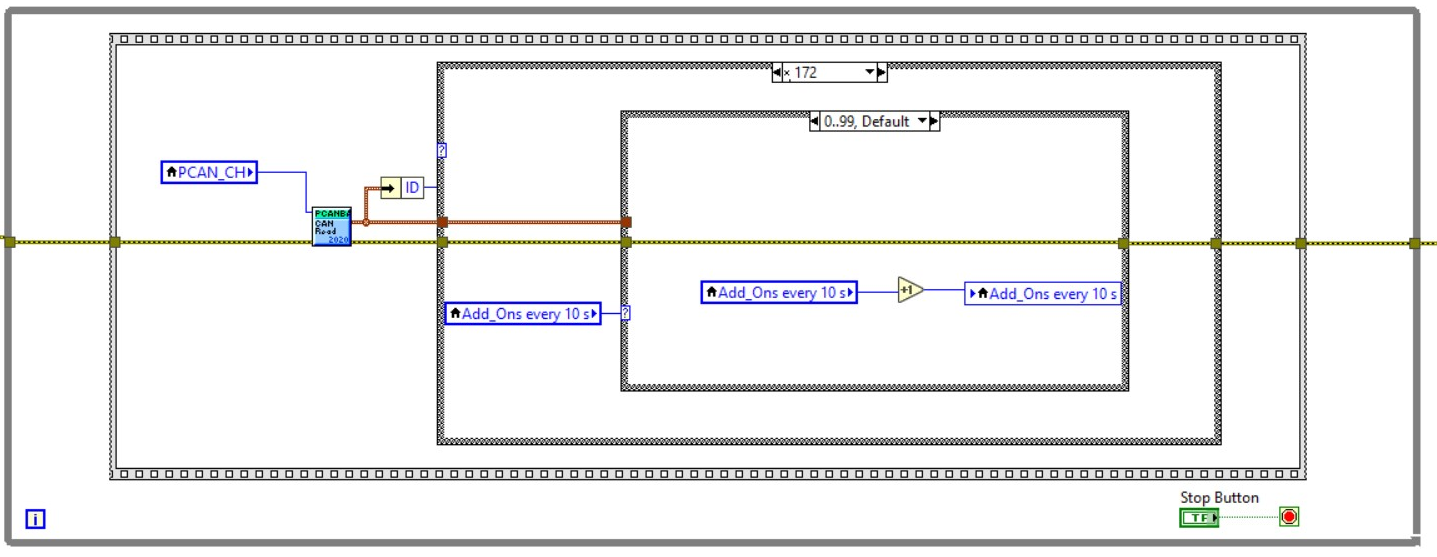 × 172
0..99, Default
?
PCAN_CH
ID
PCANBA
CAN
Read
2020
Add_Ons every 10 s
+1
Add_Ons every 10 s
Add_Ons every 10 s
?
Stop Button
TF
i